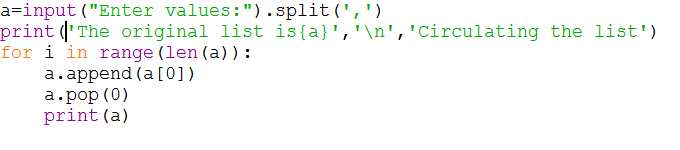 a=input("Enter values:").split(',')
print('The original list is{a}','\n','Circulating the list')
for i in range(len(a)):
    a.append(a[0])
    a.pop(0)
    print(a)